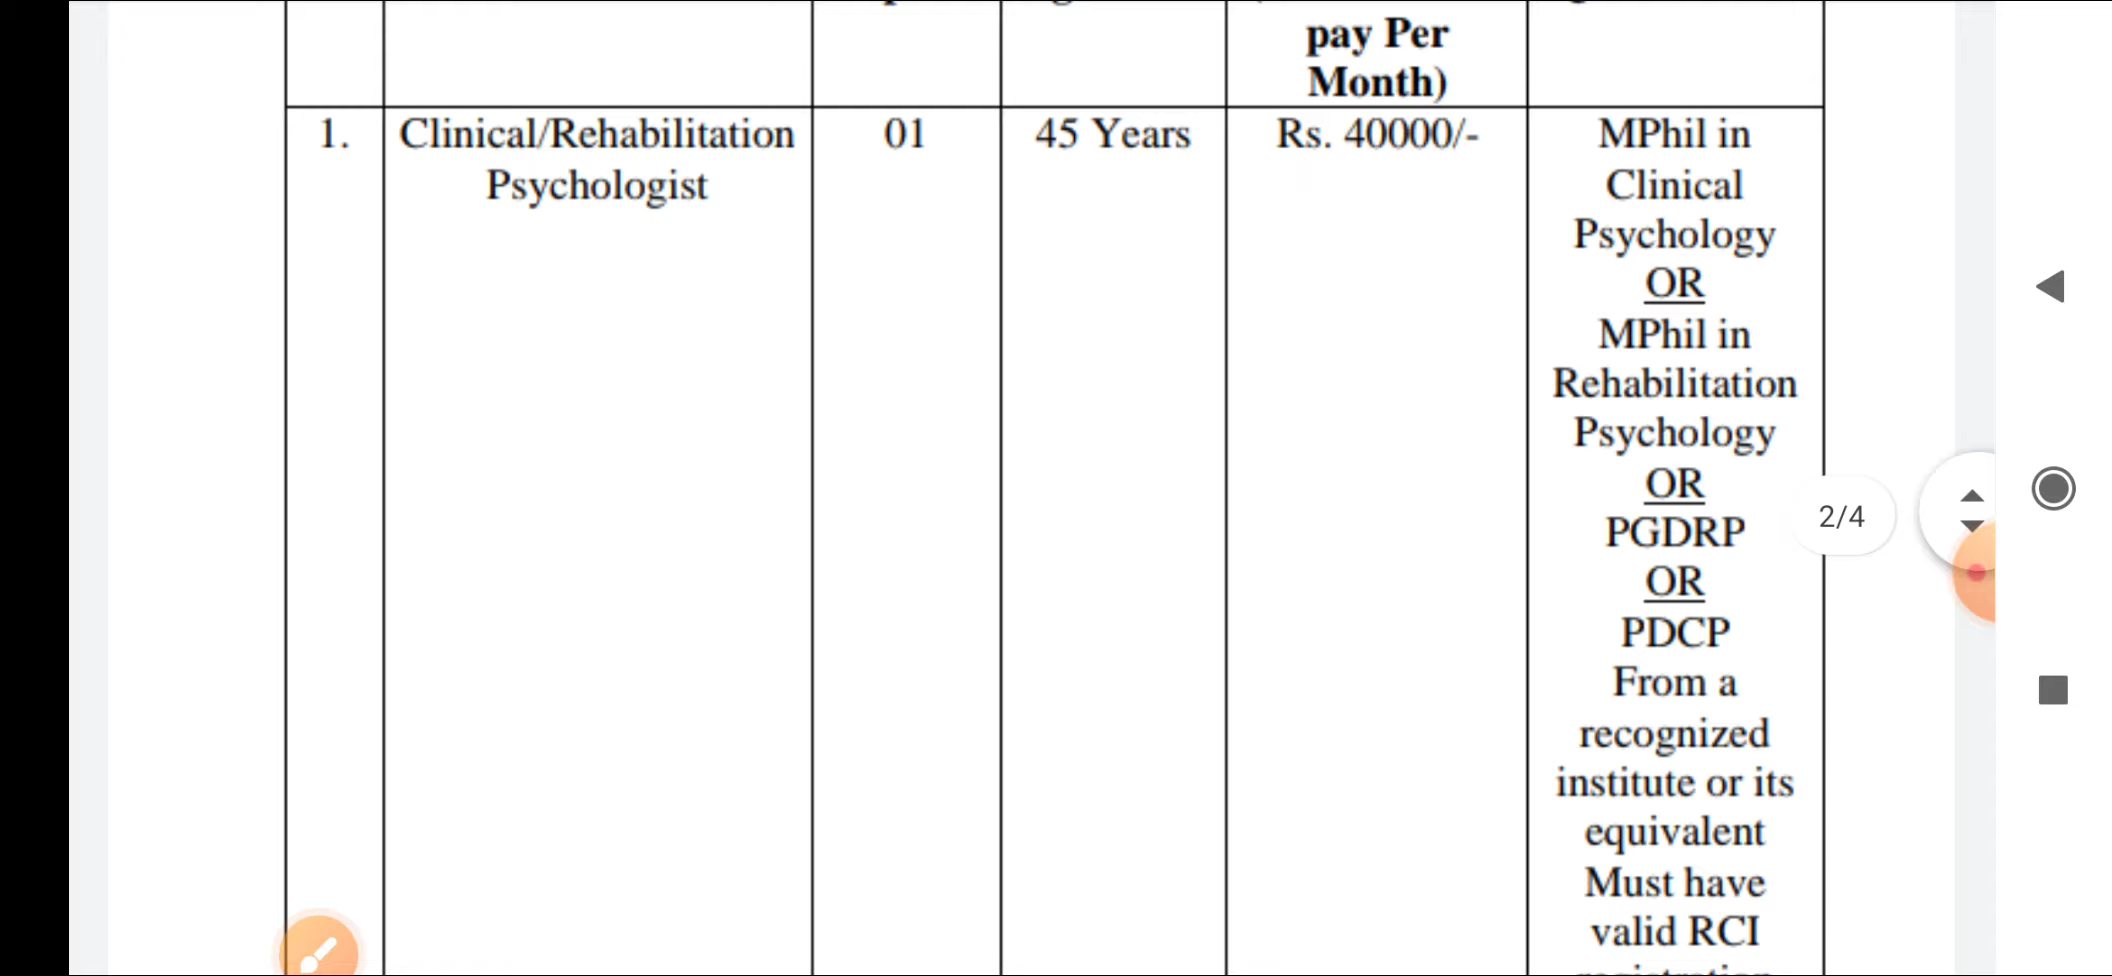 pay Per
Month)
1. Clinical/Rehabilitation 01 45 Years Rs. 40000/- MPhil in
Psychologist Clinical
Psychology
OR
MPhil in
Rehabilitation
Psychology
OR
PGDRP
2/4
OR
PDCP
From a
recognized
institute or its
equivalent
Must have
valid RCI